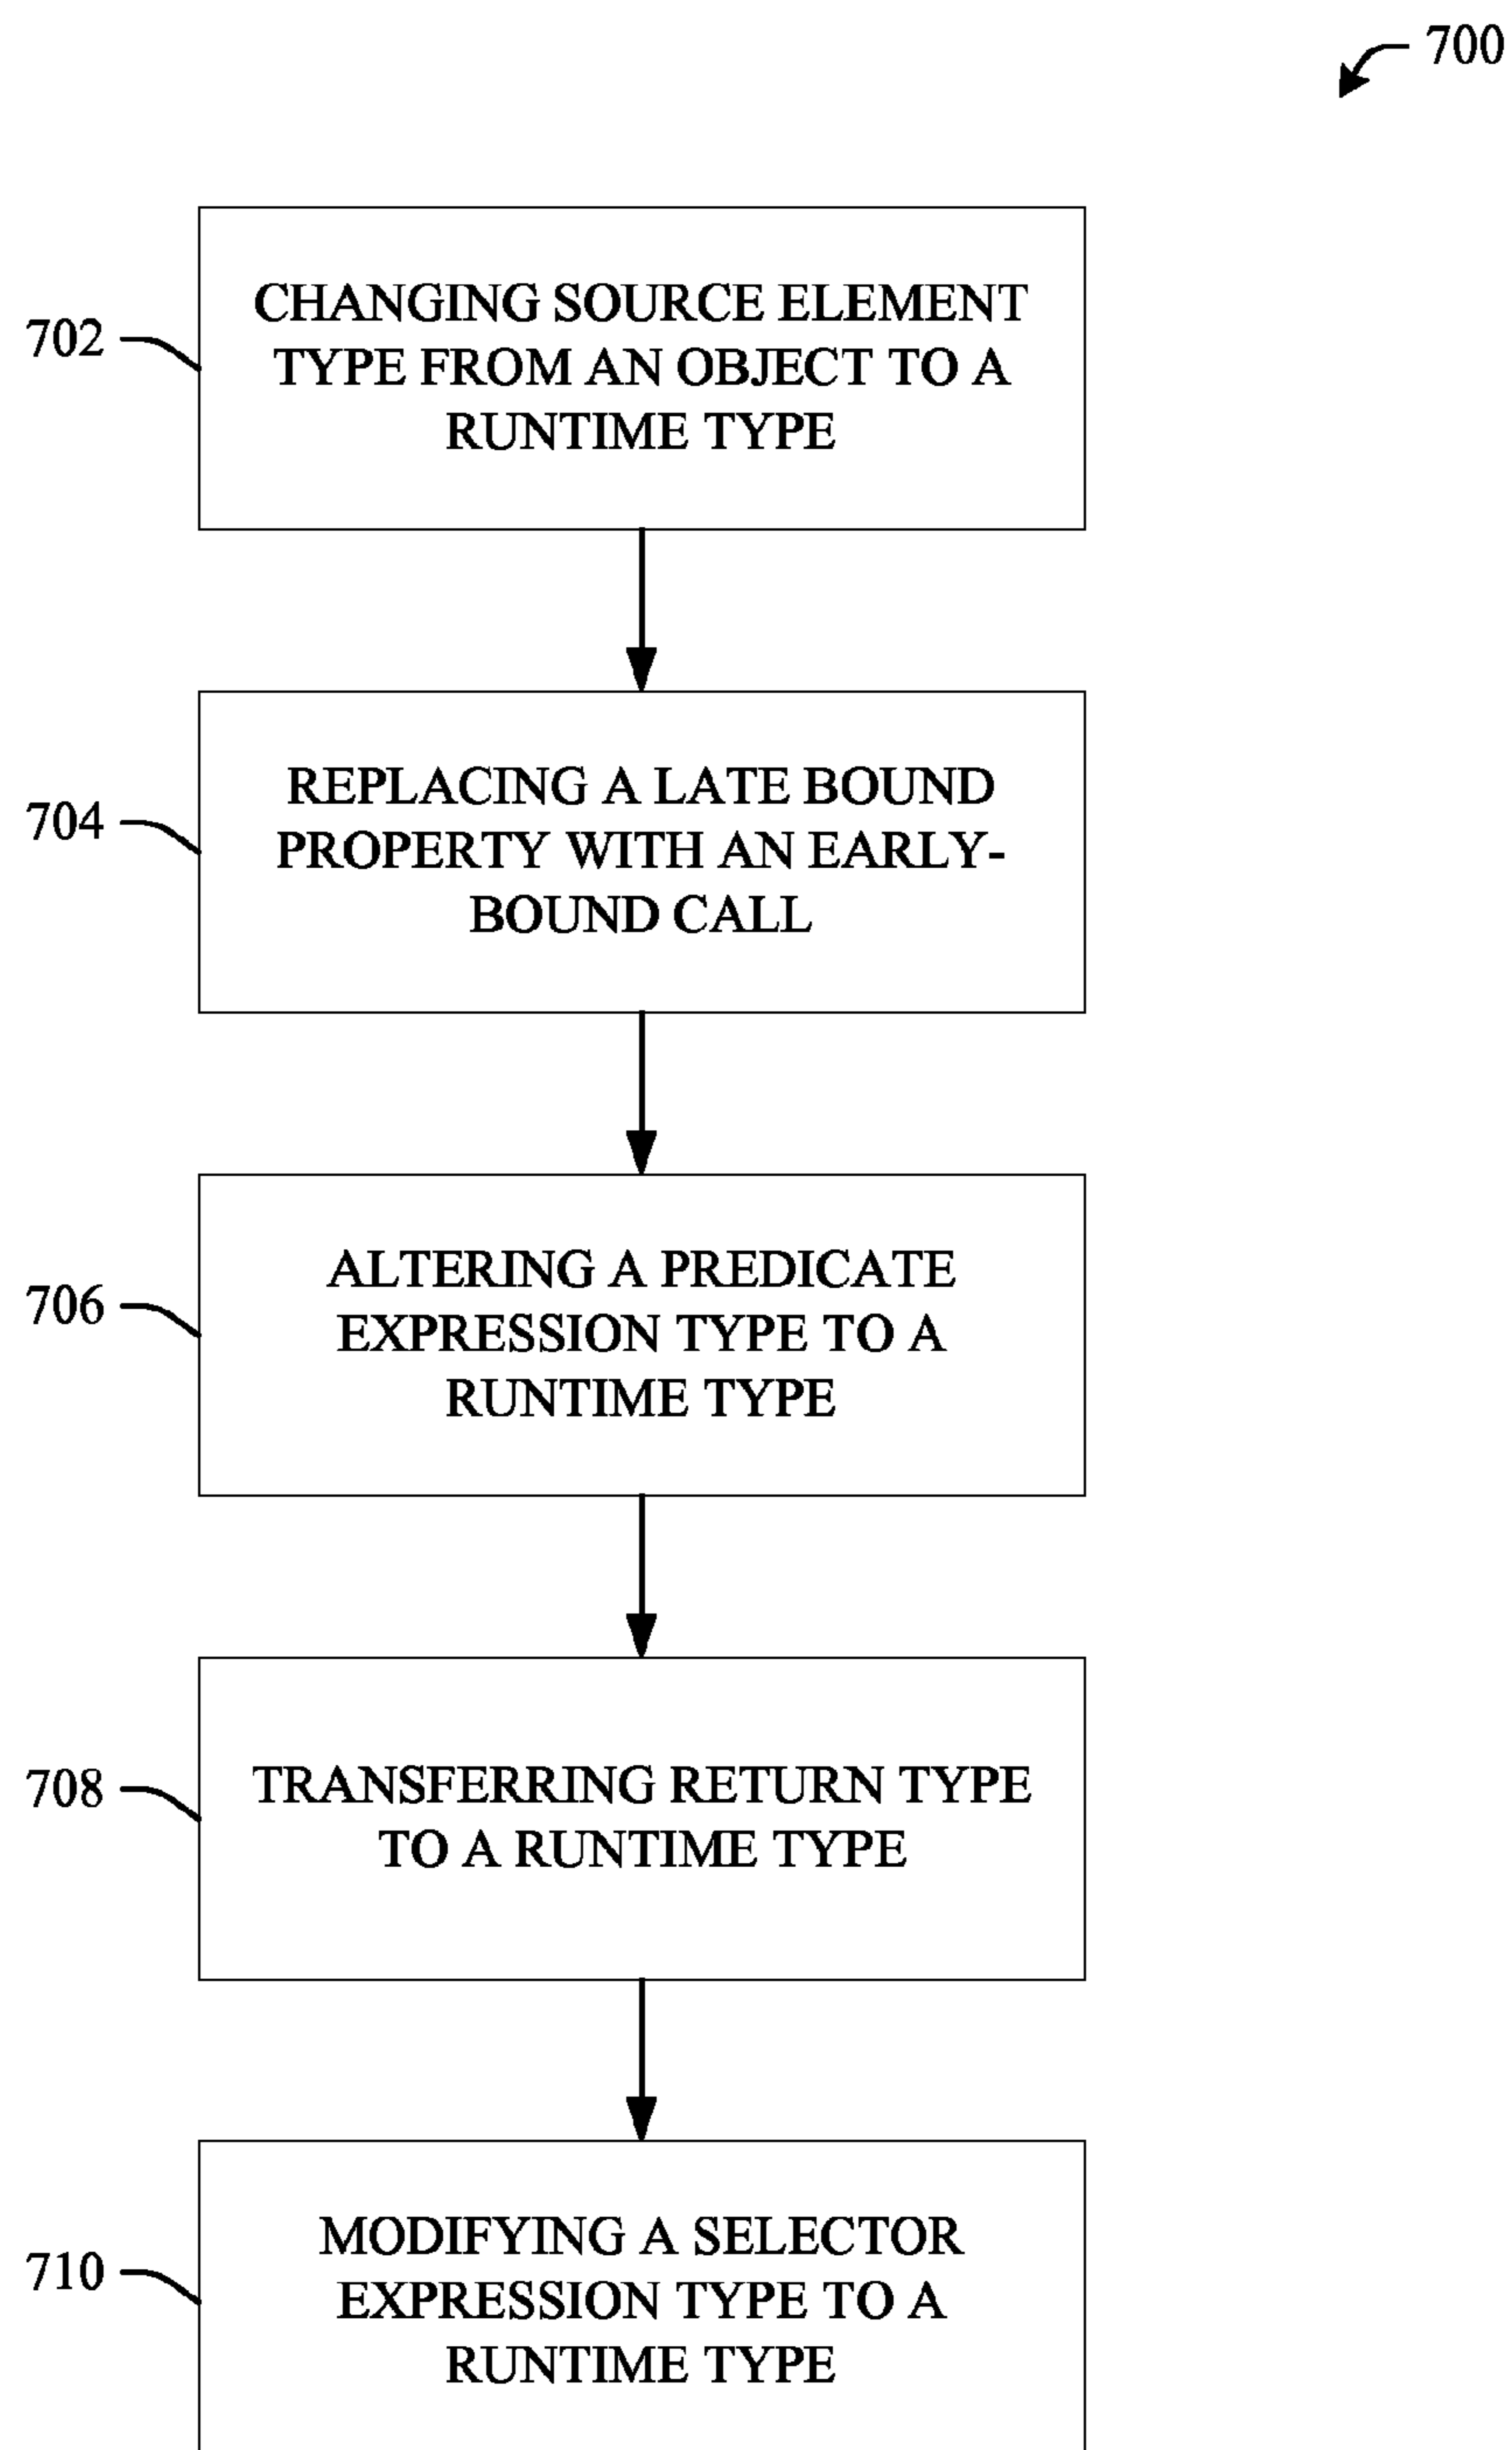 700
702
CHANGING SOURCE ELEMENT
TYPE FROM AN OBJECT TO A
RUNTIME TYPE
704
REPLACING A LATE BOUND
PROPERTY WITH AN EARLY-
BOUND CALL
706
ALTERING A PREDICATE
EXPRESSION TYPE TO A
RUNTIME TYPE
708
TRANSFERRING RETURN TYPE
TO A RUNTIME TYPE
710
MODIFYING A SELECTOR
EXPRESSION TYPE TO A
RUNTIME TYPE